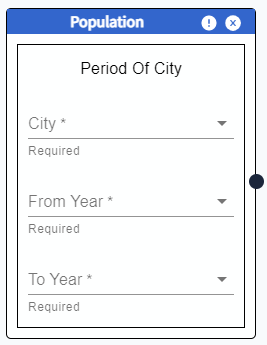 Population
Period Of City
City *
Required
From Year *
Required
To Year *
Required